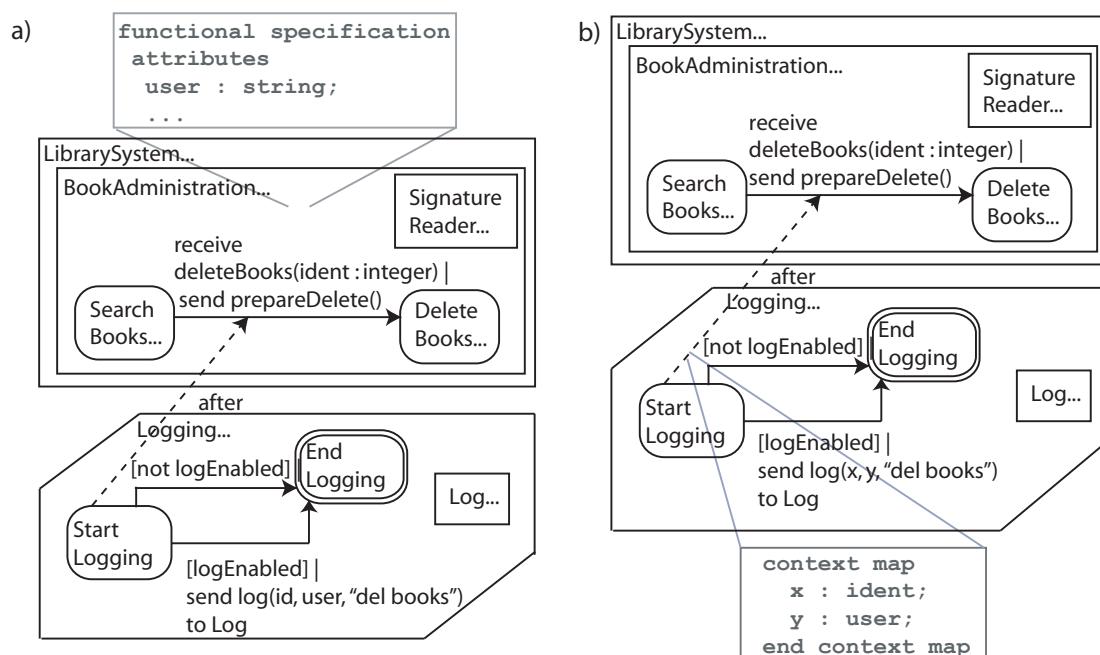 a)
functional specification
attributes
user : string;
...
LibrarySystem...
BookAdministration...
Signature
Reader...
receive
deleteBooks(ident : integer) |
send prepareDelete()
Search
Books...
Delete
Books...
after
Logging...
[not logEnabled] |
End
Logging
Log...
Start
Logging
[logEnabled] |
send log(id, user, “del books”)
to Log
b)
LibrarySystem...
BookAdministration...
Signature
Reader...
receive
deleteBooks(ident : integer) |
send prepareDelete()
Search
Books...
Delete
Books...
after
Logging...
[not logEnabled] |
End
Logging
Log...
Start
Logging
[logEnabled] |
send log(x, y, “del books”)
to Log
context map
x : ident;
y : user;
end context map